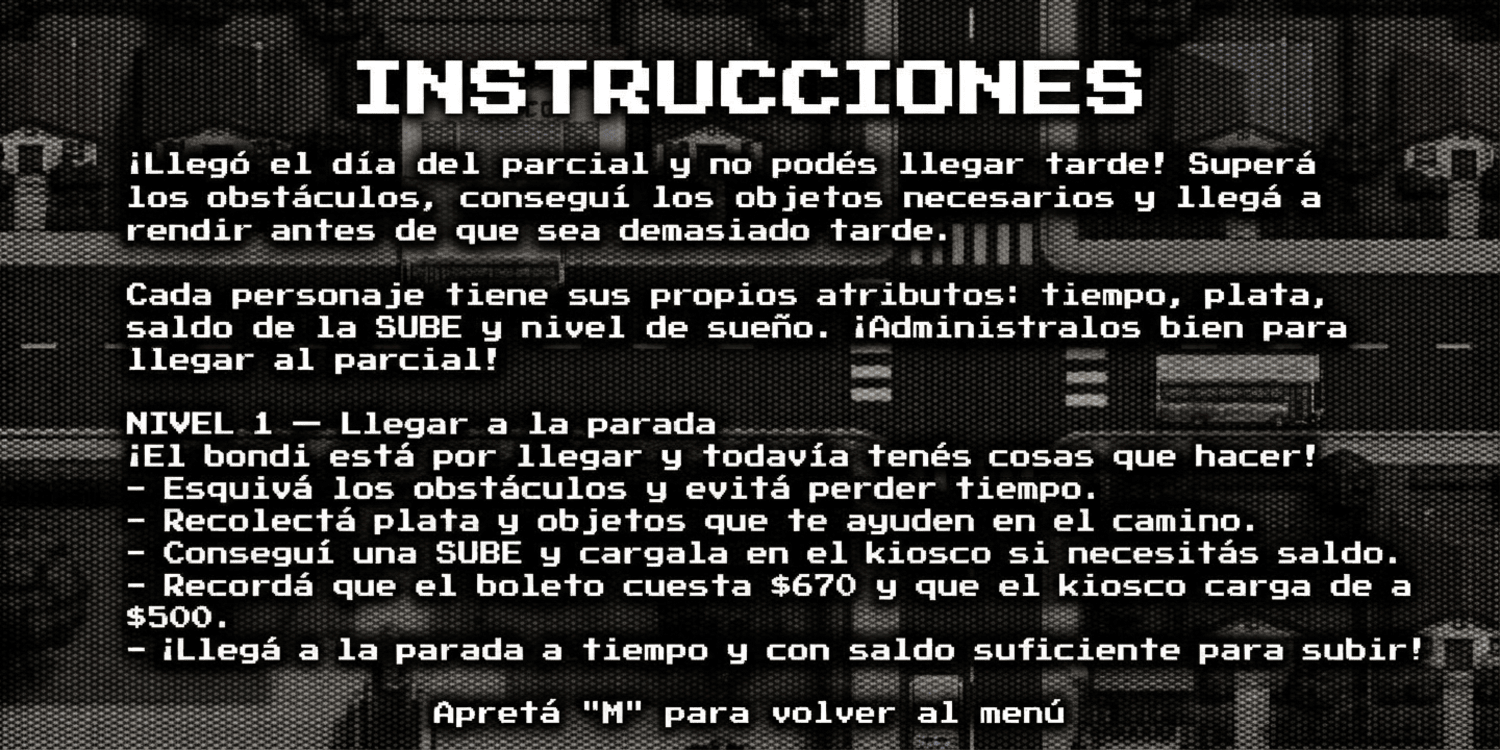 INSTRUCCIONES
¡Llegó el día del parcial y no podés llegar tarde! Superá
los obstáculos, conseguí los objetos necesarios y llegá a
rendir antes de que sea demasiado tarde.
Cada personaje tiene sus propios atributos: tiempo, plata,
saldo de la SUBE y nivel de sueño. ¡Administralos bien para
llegar al parcial!
NIVEL 1 — Llegar a la parada
¡El bondi está por llegar y todavía tenés cosas que hacer!
- Esquivá los obstáculos y evitá perder tiempo.
- Recolectá plata y objetos que te ayuden en el camino.
- Conseguí una SUBE y cargala en el kiosco si necesitás saldo.
- Recordá que el boleto cuesta $670 y que el kiosco carga de a
$500.
- ¡Llegá a la parada a tiempo y con saldo suficiente para subir!
Apretá "M" para volver al menú